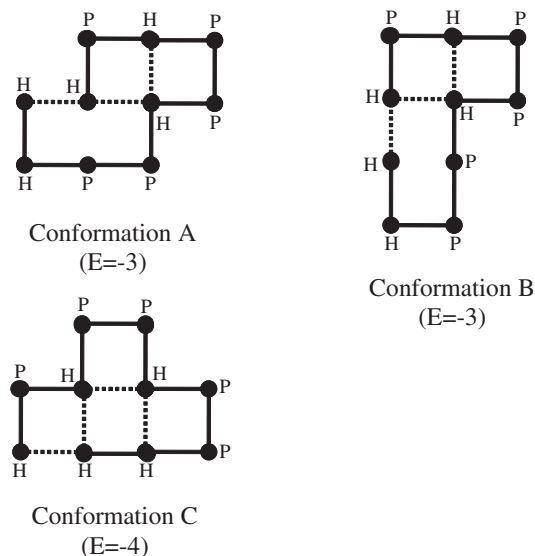 P H P
H H H P
H P P
Conformation A
(E=-3)
P H P
H H P
H P
H P
Conformation B
(E=-3)
P P
P H H P
H H H P
Conformation C
(E=-4)